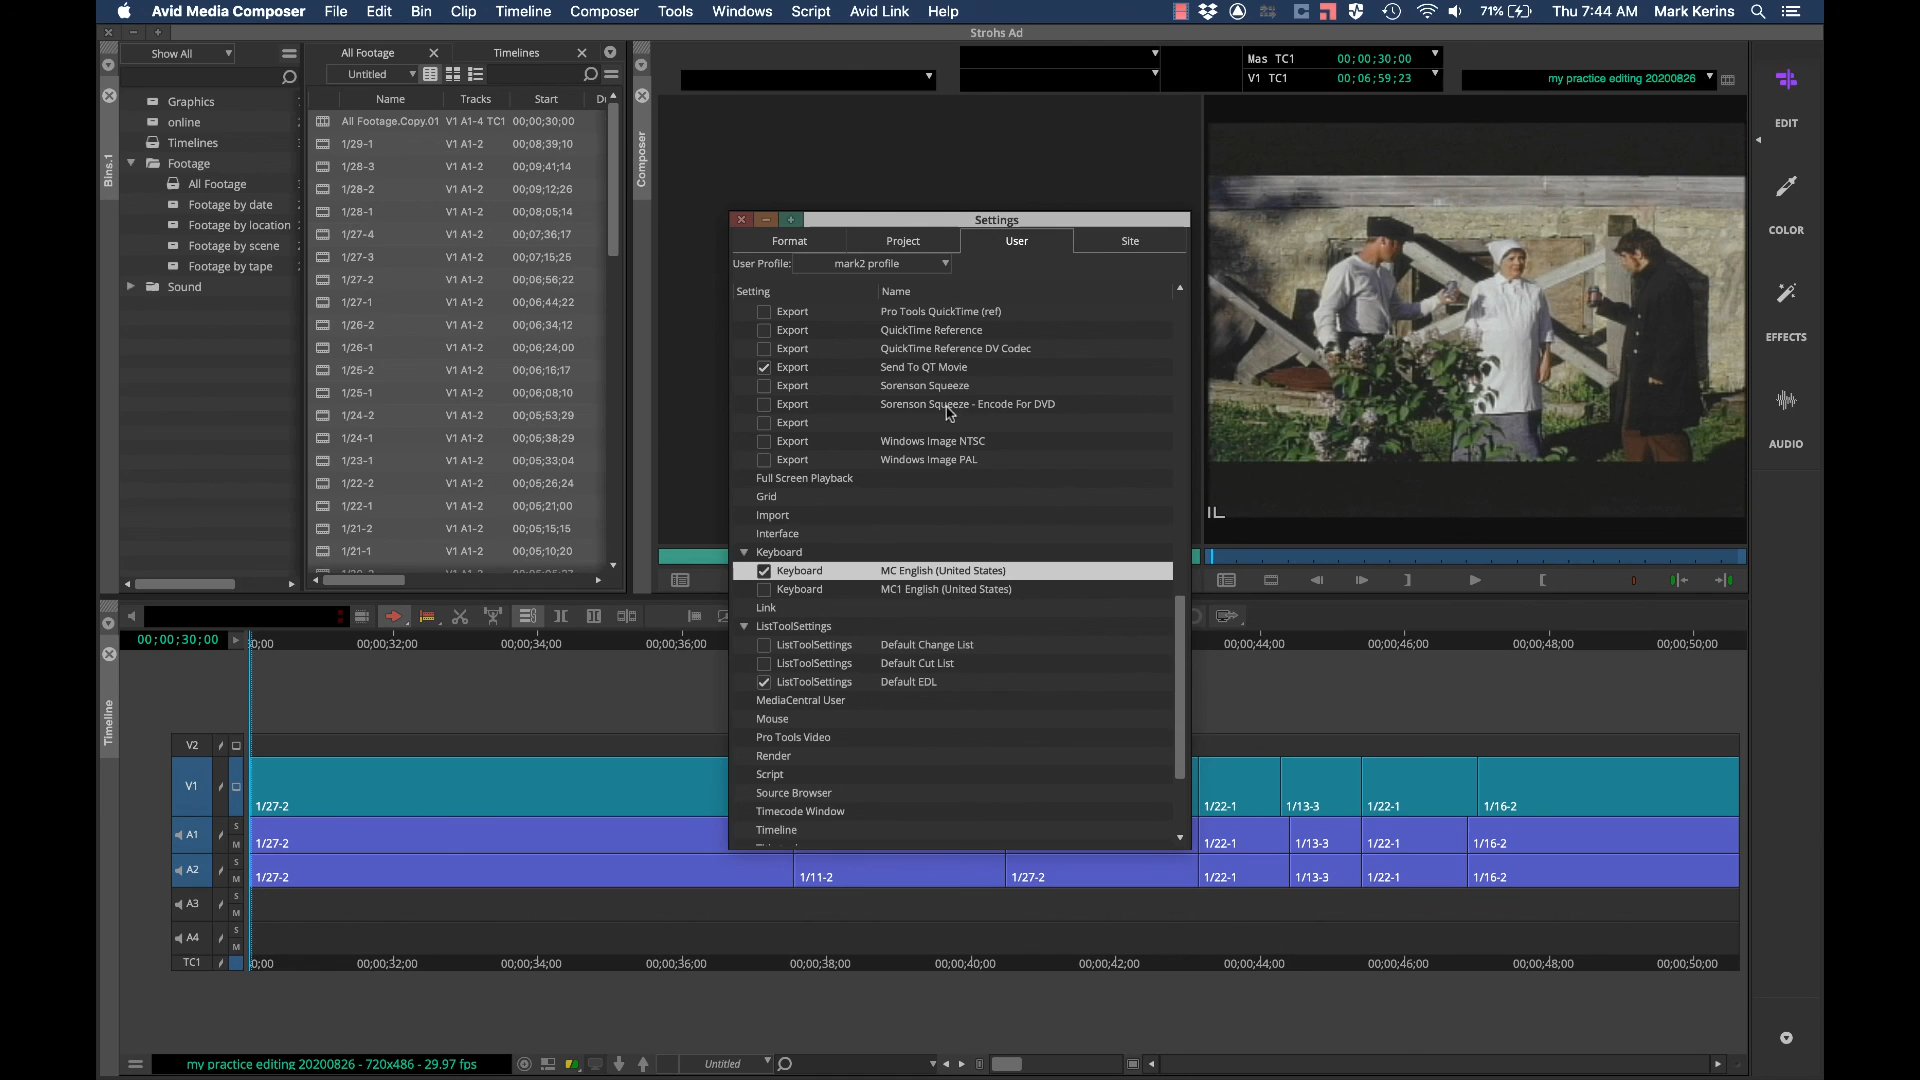 Avid Media Composer File Edit Bin Clip Timeline Composer Tools Windows Script Avid Link Help 71% Thu 7:44 AM Mark Kerins
Strohs Ad
Show All
Graphics
online
Timelines
Footage
All Footage
Footage by date
Footage by location
Footage by scene
Footage by tape
Sound
Bins.1
All Footage Timelines
Untitled
Name Tracks Start
All Footage.Copy.01 V1 A1-4 TC1 00;00;30;00
1/29-1 V1 A1-2 00;08;39;10
1/28-3 V1 A1-2 00;09;41;14
1/28-2 V1 A1-2 00;09;12;26
1/28-1 V1 A1-2 00;08;05;14
1/27-4 V1 A1-2 00;07;36;17
1/27-3 V1 A1-2 00;07;15;25
1/27-2 V1 A1-2 00;06;56;22
1/27-1 V1 A1-2 00;06;44;22
1/26-2 V1 A1-2 00;06;34;12
1/26-1 V1 A1-2 00;06;24;00
1/25-2 V1 A1-2 00;06;16;17
1/25-1 V1 A1-2 00;06;08;10
1/24-2 V1 A1-2 00;05;53;29
1/24-1 V1 A1-2 00;05;38;29
1/23-1 V1 A1-2 00;05;33;04
1/22-2 V1 A1-2 00;05;26;24
1/22-1 V1 A1-2 00;05;21;00
1/21-2 V1 A1-2 00;05;15;15
1/21-1 V1 A1-2 00;05;10;20
Composer
Mas TC1 00;00;30;00
V1 TC1 00;06;59;23
my practice editing 20200826
EDIT
COLOR
EFFECTS
AUDIO
Settings
Format Project User Site
User Profile: mark2 profile
Setting Name
Export Pro Tools QuickTime (ref)
Export QuickTime Reference
Export QuickTime Reference DV Codec
Export Send To QT Movie
Export Sorenson Squeeze
Export Sorenson Squeeze - Encode For DVD
Export
Export Windows Image NTSC
Export Windows Image PAL
Full Screen Playback
Grid
Import
Interface
Keyboard
Keyboard MC English (United States)
Keyboard MC1 English (United States)
Link
ListToolSettings
ListToolSettings Default Change List
ListToolSettings Default Cut List
ListToolSettings Default EDL
MediaCentral User
Mouse
Pro Tools Video
Render
Script
Source Browser
Timecode Window
Timeline
Timeline
00;00;30;00
00;00;32;00 00;00;34;00 00;00;36;00 00;00;44;00 00;00;46;00 00;00;48;00 00;00;50;00
V2
V1 1/27-2 1/22-1 1/13-3 1/22-1 1/16-2
A1 S M 1/27-2 1/22-1 1/13-3 1/22-1 1/16-2
A2 S M 1/27-2 1/11-2 1/27-2 1/22-1 1/13-3 1/22-1 1/16-2
A3 S M
A4 S M
TC1 00;00;32;00 00;00;34;00 00;00;36;00 00;00;38;00 00;00;40;00 00;00;42;00 00;00;44;00 00;00;46;00 00;00;48;00 00;00;50;00
my practice editing 20200826 - 720x486 - 29.97 fps Untitled